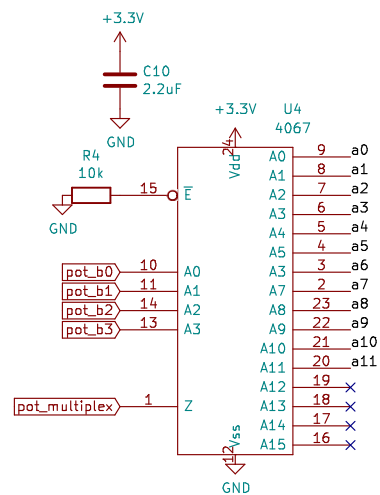 +3.3V
C10
2.2uF
GND
+3.3V
U4
4067
R4
10k
GND
24
Vdd
15 E
pot_b0 10 A0
pot_b1 11 A1
pot_b2 14 A2
pot_b3 13 A3
pot_multiplex 1 Z
A0 9 a0
A1 8 a1
A2 7 a2
A3 6 a3
A4 5 a4
A5 4 a5
A3 3 a6
A7 2 a7
A8 23 a8
A9 22 a9
A10 21 a10
A11 20 a11
A12 19
A13 18
A14 17
A15 16
Vss
12
GND